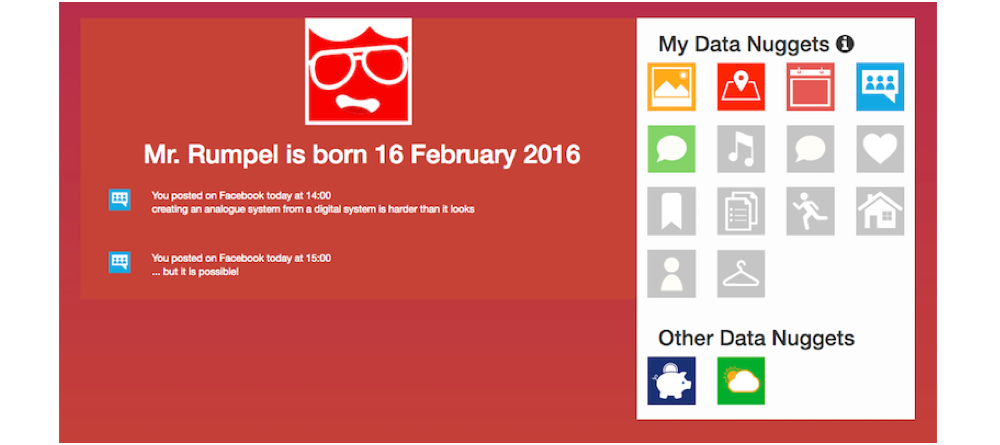 My Data Nuggets
Mr. Rumpel is born 16 February 2016
You posted on Facebook today at 14:00
creating an analogue system from a digital system is harder than it looks
You posted on Facebook today at 15:00
... but it is possible!
Other Data Nuggets